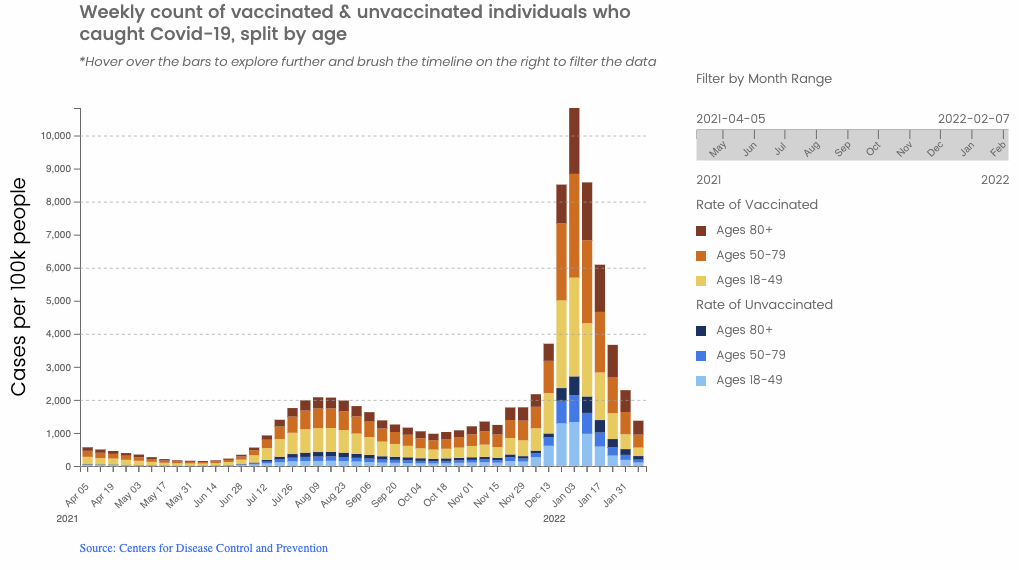 Weekly count of vaccinated & unvaccinated individuals who
caught Covid-19, split by age
*Hover over the bars to explore further and brush the timeline on the right to filter the data
Cases per 100k people
10,000
9,000
8,000
7,000
6,000
5,000
4,000
3,000
2,000
1,000
0
Apr 05
Apr 19
May 03
May 17
May 31
Jun 14
Jun 28
Jul 12
Jul 26
Aug 09
Aug 23
Sep 06
Sep 20
Oct 04
Oct 18
Nov 01
Nov 15
Nov 29
Dec 13
Jan 03
Jan 17
Jan 31
2021
2022
Source: Centers for Disease Control and Prevention
Filter by Month Range
2021-04-05
2022-02-07
May
Jun
Jul
Aug
Sep
Oct
Nov
Dec
Jan
Feb
2021
2022
Rate of Vaccinated
Ages 80+
Ages 50-79
Ages 18-49
Rate of Unvaccinated
Ages 80+
Ages 50-79
Ages 18-49